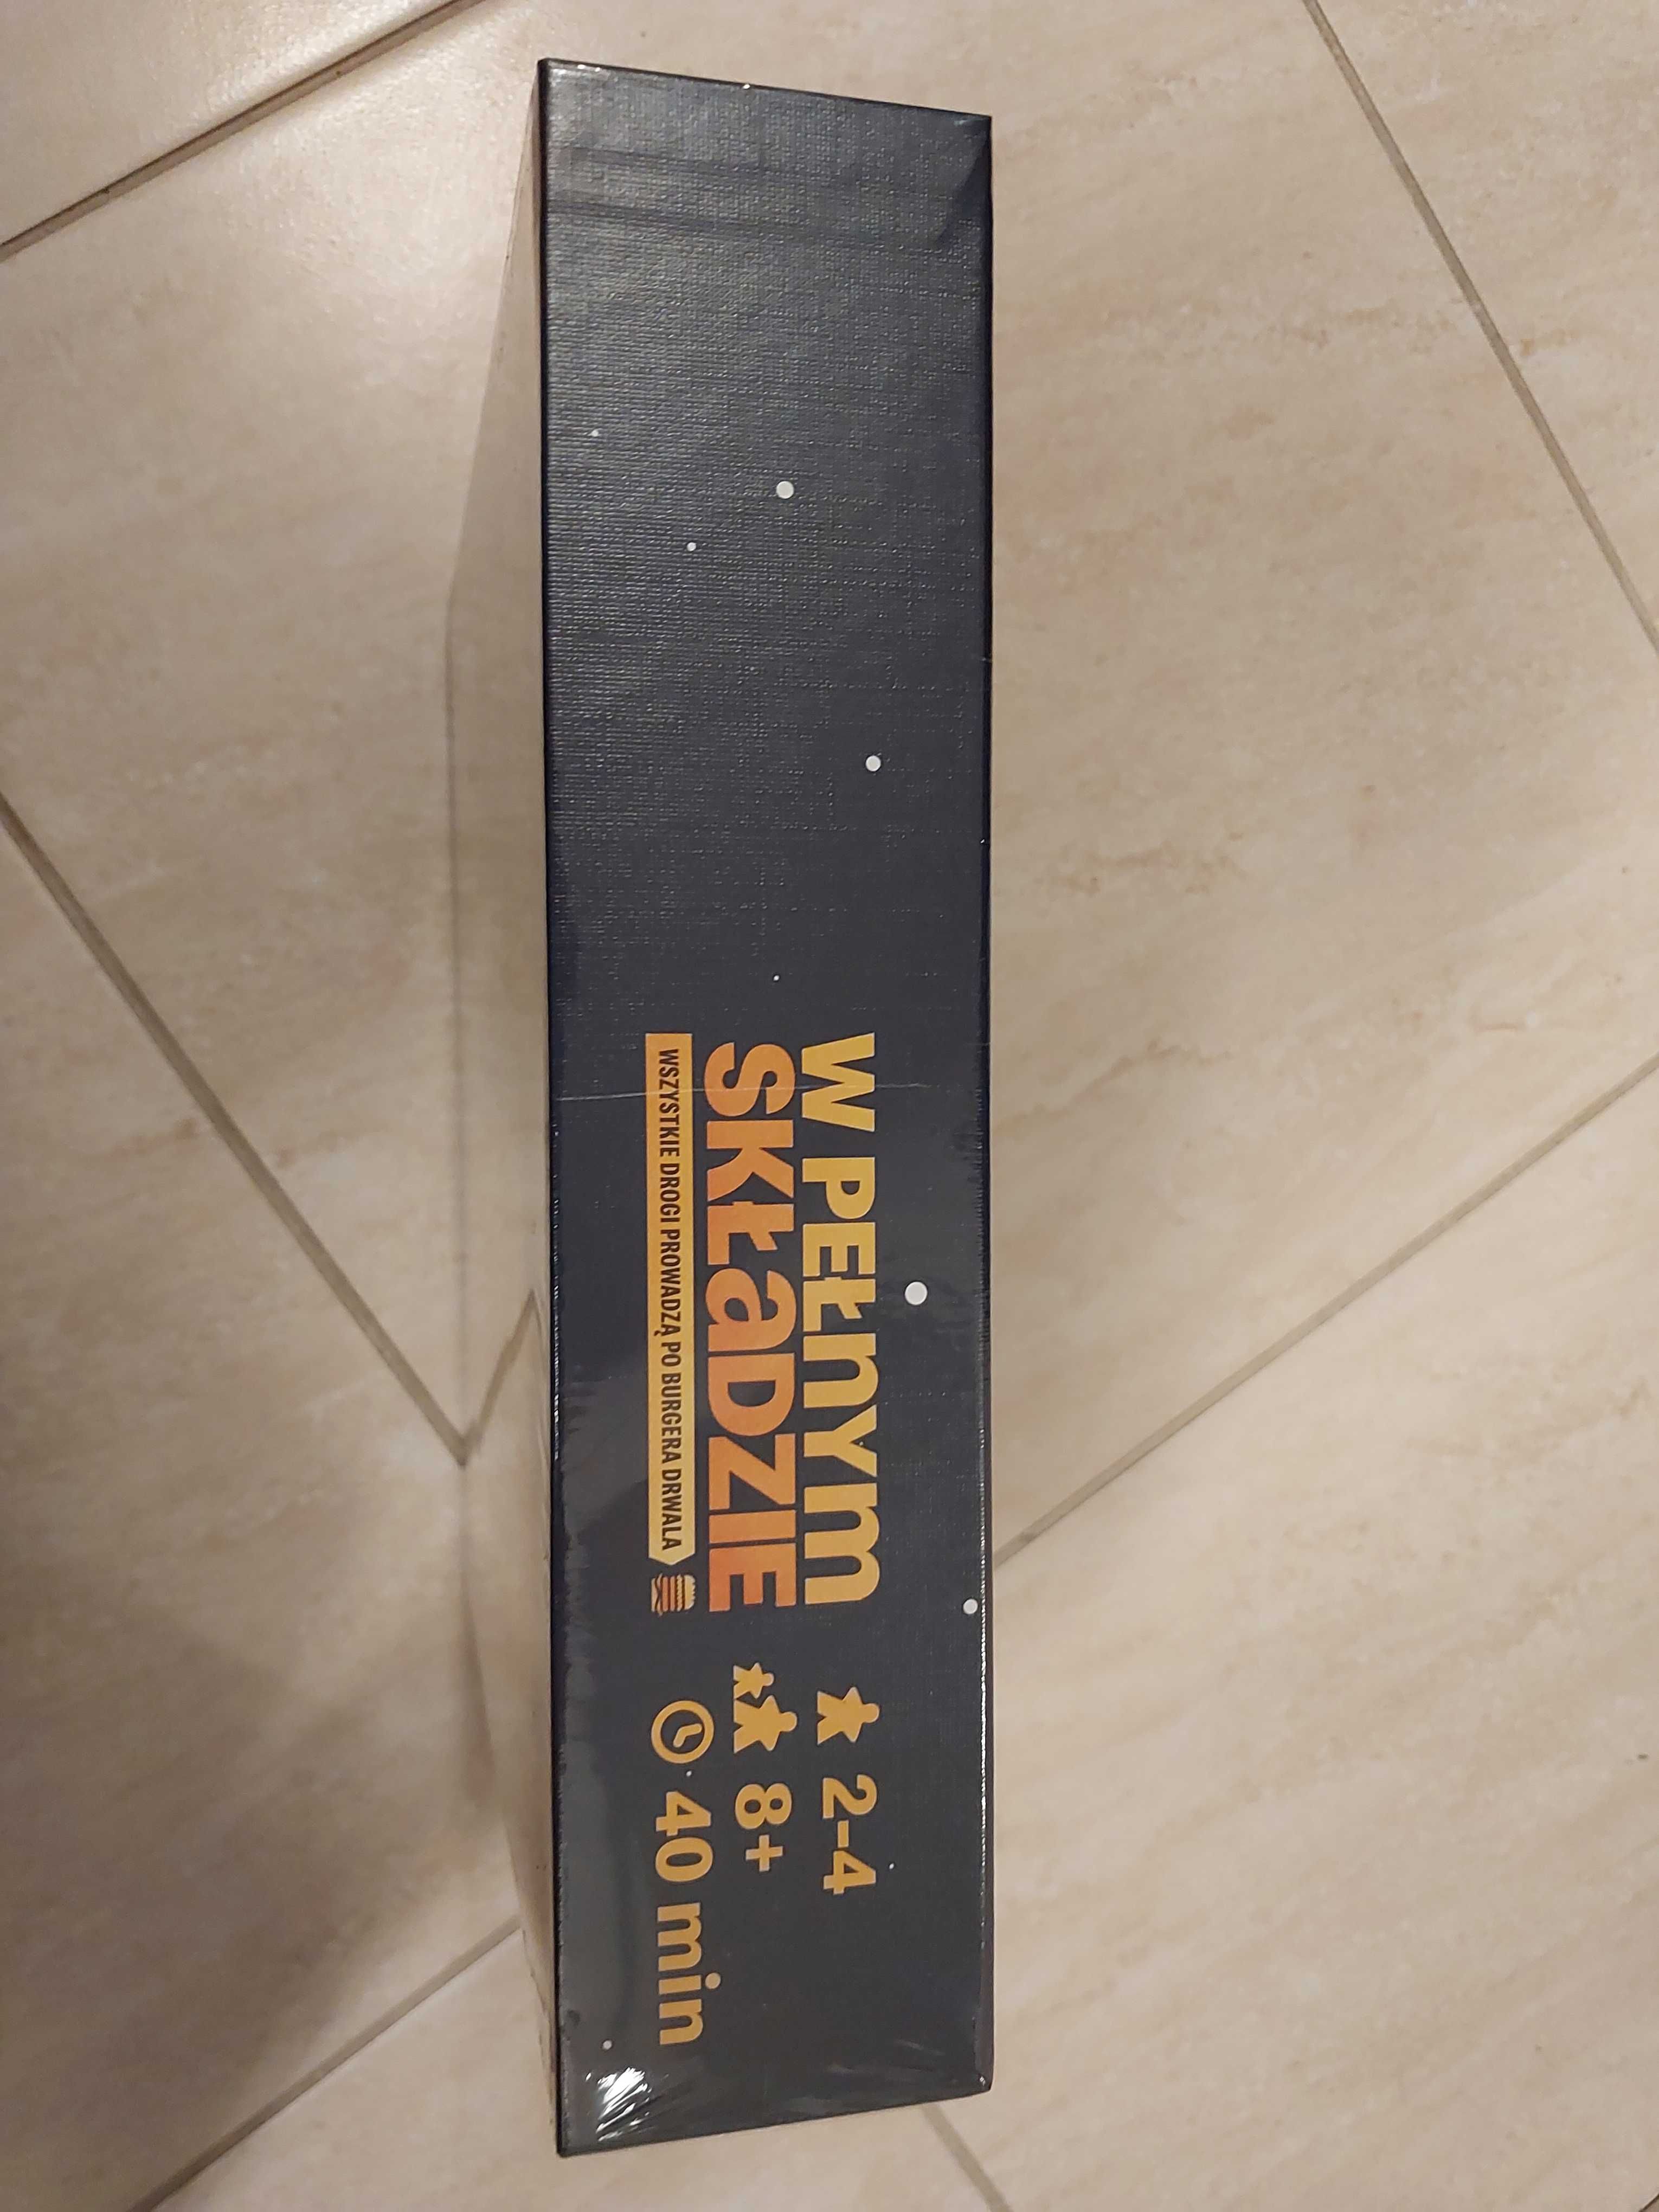 W PEŁNYM
SKŁADZIE
WSZYSTKIE DROGI PROWADZĄ PO BURGERA DRWALA
2-4
8+
40 min